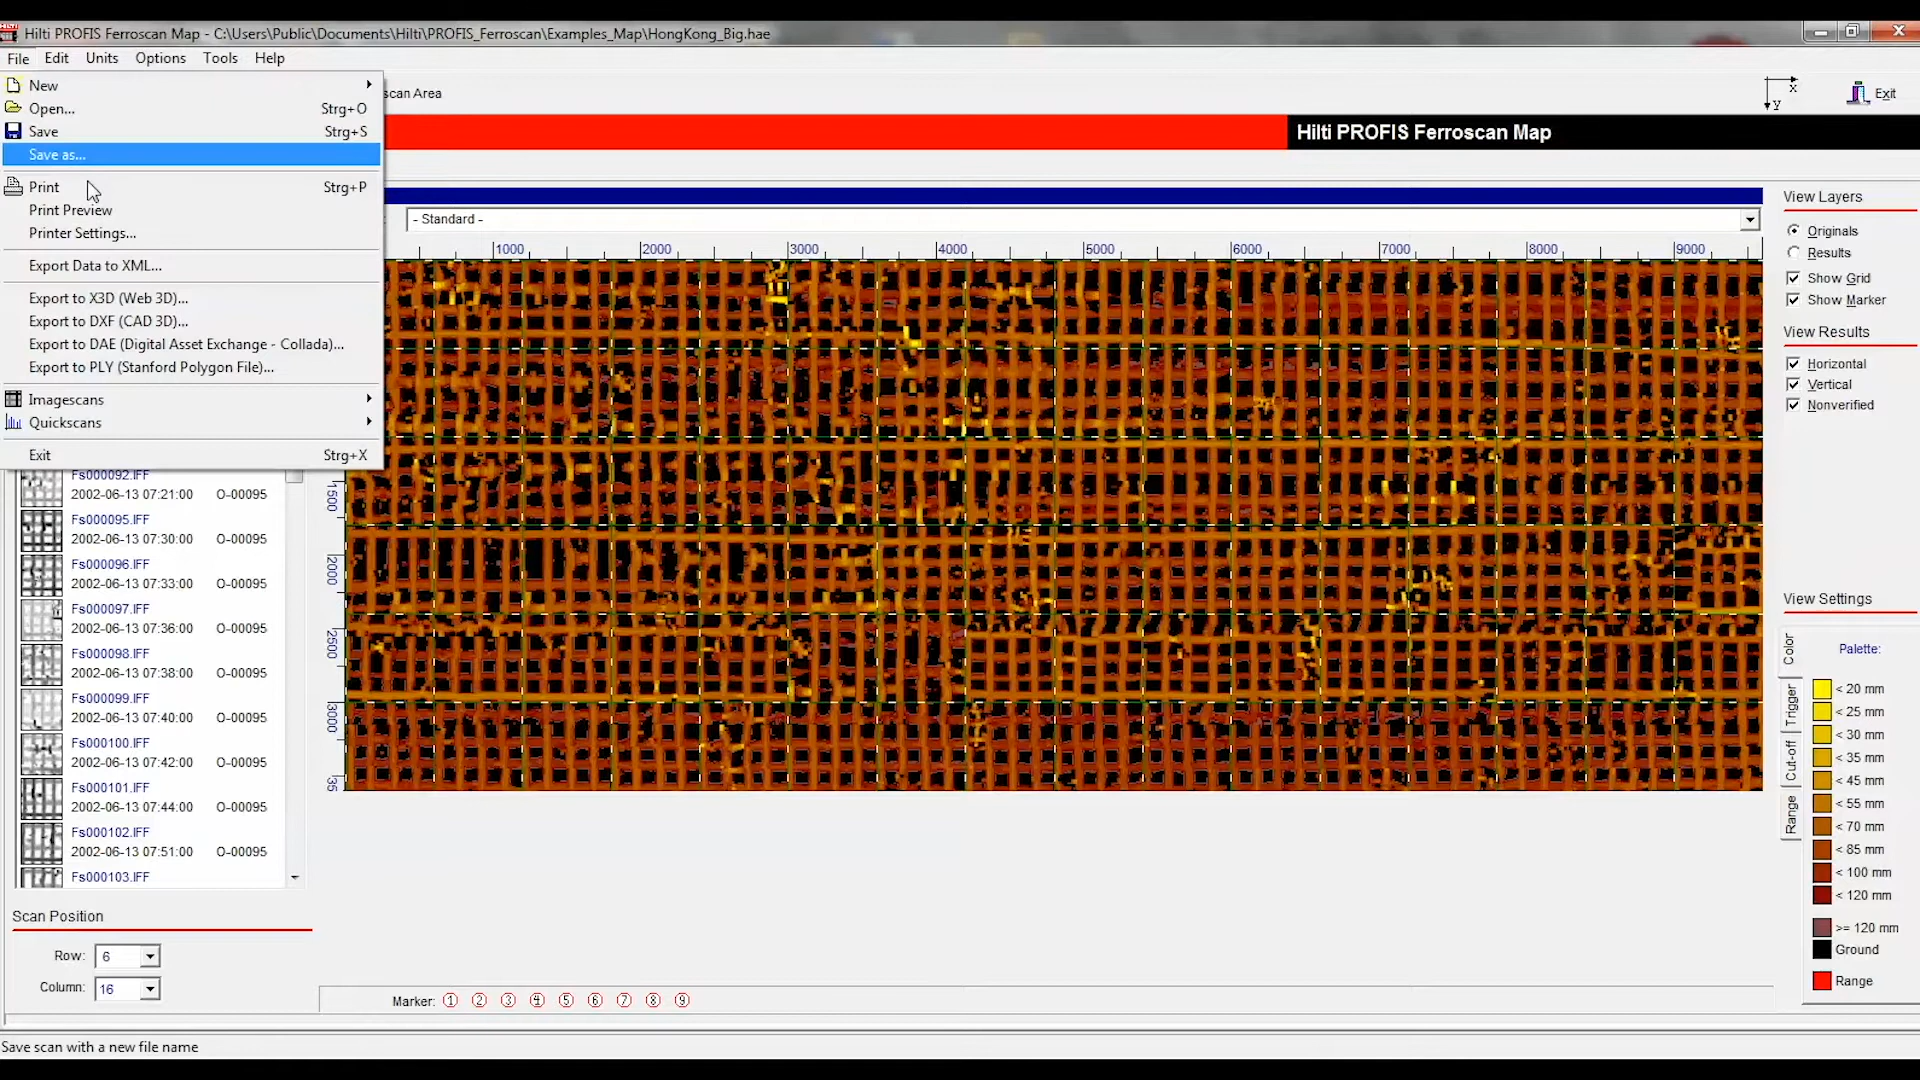 Hilti PROFIS Ferroscan Map - C:\Users\Public\Documents\Hilti\PROFIS_Ferroscan\Examples_Map\HongKong_Big.hae
File Edit Units Options Tools Help
New
Open... Strg+O
Save Strg+S
Save as...
Print Strg+P
Print Preview
Printer Settings...
Export Data to XML...
Export to X3D (Web 3D)...
Export to DXF (CAD 3D)...
Export to DAE (Digital Asset Exchange - Collada)...
Export to PLY (Stanford Polygon File)...
Imagescans
Quickscans
Exit Strg+X
scan Area
x
y
Exit
Hilti PROFIS Ferroscan Map
- Standard -
1000 2000 3000 4000 5000 6000 7000 8000 9000
1500
2000
2500
3000
35
Fs000092.IFF
2002-06-13 07:21:00 O-00095
Fs000095.IFF
2002-06-13 07:30:00 O-00095
Fs000096.IFF
2002-06-13 07:33:00 O-00095
Fs000097.IFF
2002-06-13 07:36:00 O-00095
Fs000098.IFF
2002-06-13 07:38:00 O-00095
Fs000099.IFF
2002-06-13 07:40:00 O-00095
Fs000100.IFF
2002-06-13 07:42:00 O-00095
Fs000101.IFF
2002-06-13 07:44:00 O-00095
Fs000102.IFF
2002-06-13 07:51:00 O-00095
Fs000103.IFF
Scan Position
Row: 6
Column: 16
Marker: ① ② ③ ④ ⑤ ⑥ ⑦ ⑧ ⑨
View Layers
Originals
Results
Show Grid
Show Marker
View Results
Horizontal
Vertical
Nonverified
View Settings
Color
Trigger
Cut-off
Range
Palette:
< 20 mm
< 25 mm
< 30 mm
< 35 mm
< 45 mm
< 55 mm
< 70 mm
< 85 mm
< 100 mm
< 120 mm
>= 120 mm
Ground
Range
Save scan with a new file name